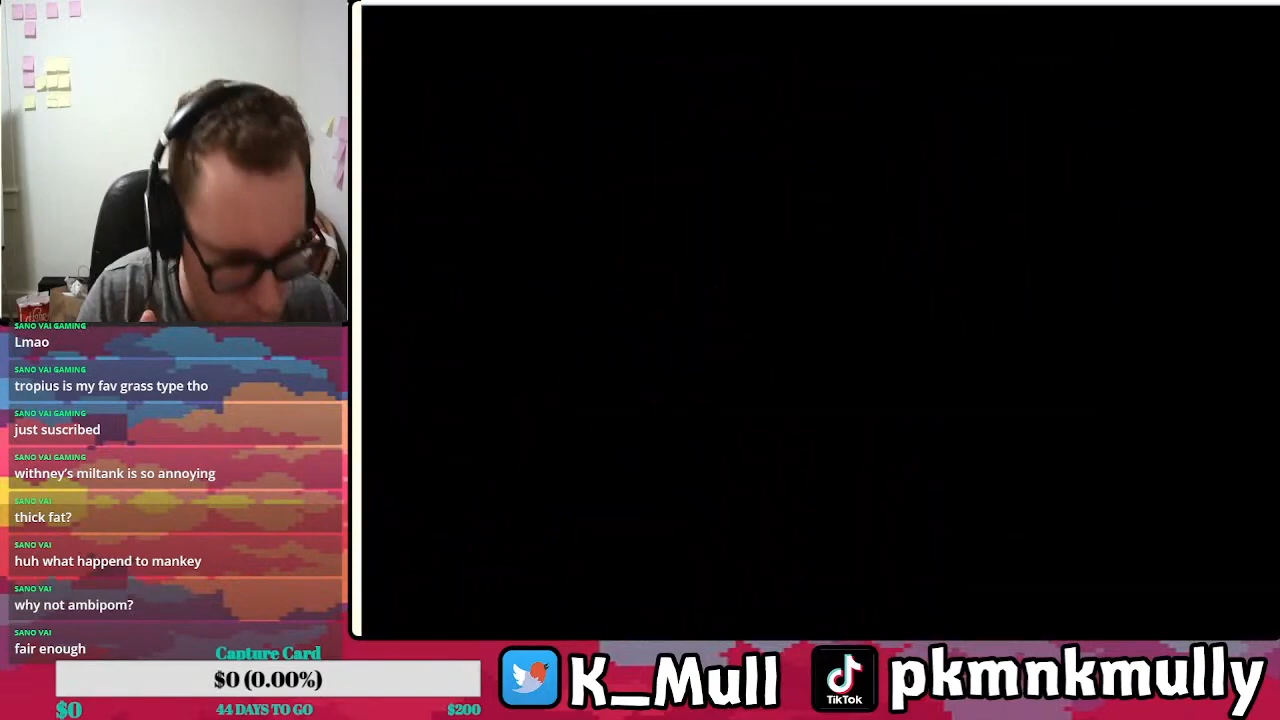 SANO VAI GAMING
Lmao
SANO VAI GAMING
tropius is my fav grass type tho
SANO VAI GAMING
just suscribed
SANO VAI GAMING
withney’s miltank is so annoying
SANO VAI
thick fat?
SANO VAI
huh what happend to mankey
SANO VAI
why not ambipom?
SANO VAI
fair enough
Capture Card
$0 (0.00%)
$0 44 DAYS TO GO $200
K_Mull
TikTok
pkmnkmully